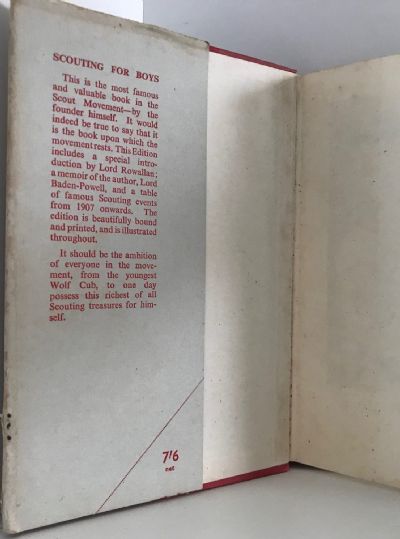 SCOUTING FOR BOYS
This is the most famous
and valuable book in the
Scout Movement—by the
founder himself. It would
indeed be true to say that it
is the book upon which the
movement rests. This Edition
includes a special intro-
duction by Lord Rowallan;
a memoir of the author, Lord
Baden-Powell, and a table
of famous Scouting events
from 1907 onwards. The
edition is beautifully bound
and printed, and is illustrated
throughout.
It should be the ambition
of everyone in the move-
ment, from the youngest
Wolf Cub, to one day
possess this richest of all
Scouting treasures for him-
self.
7/6
net